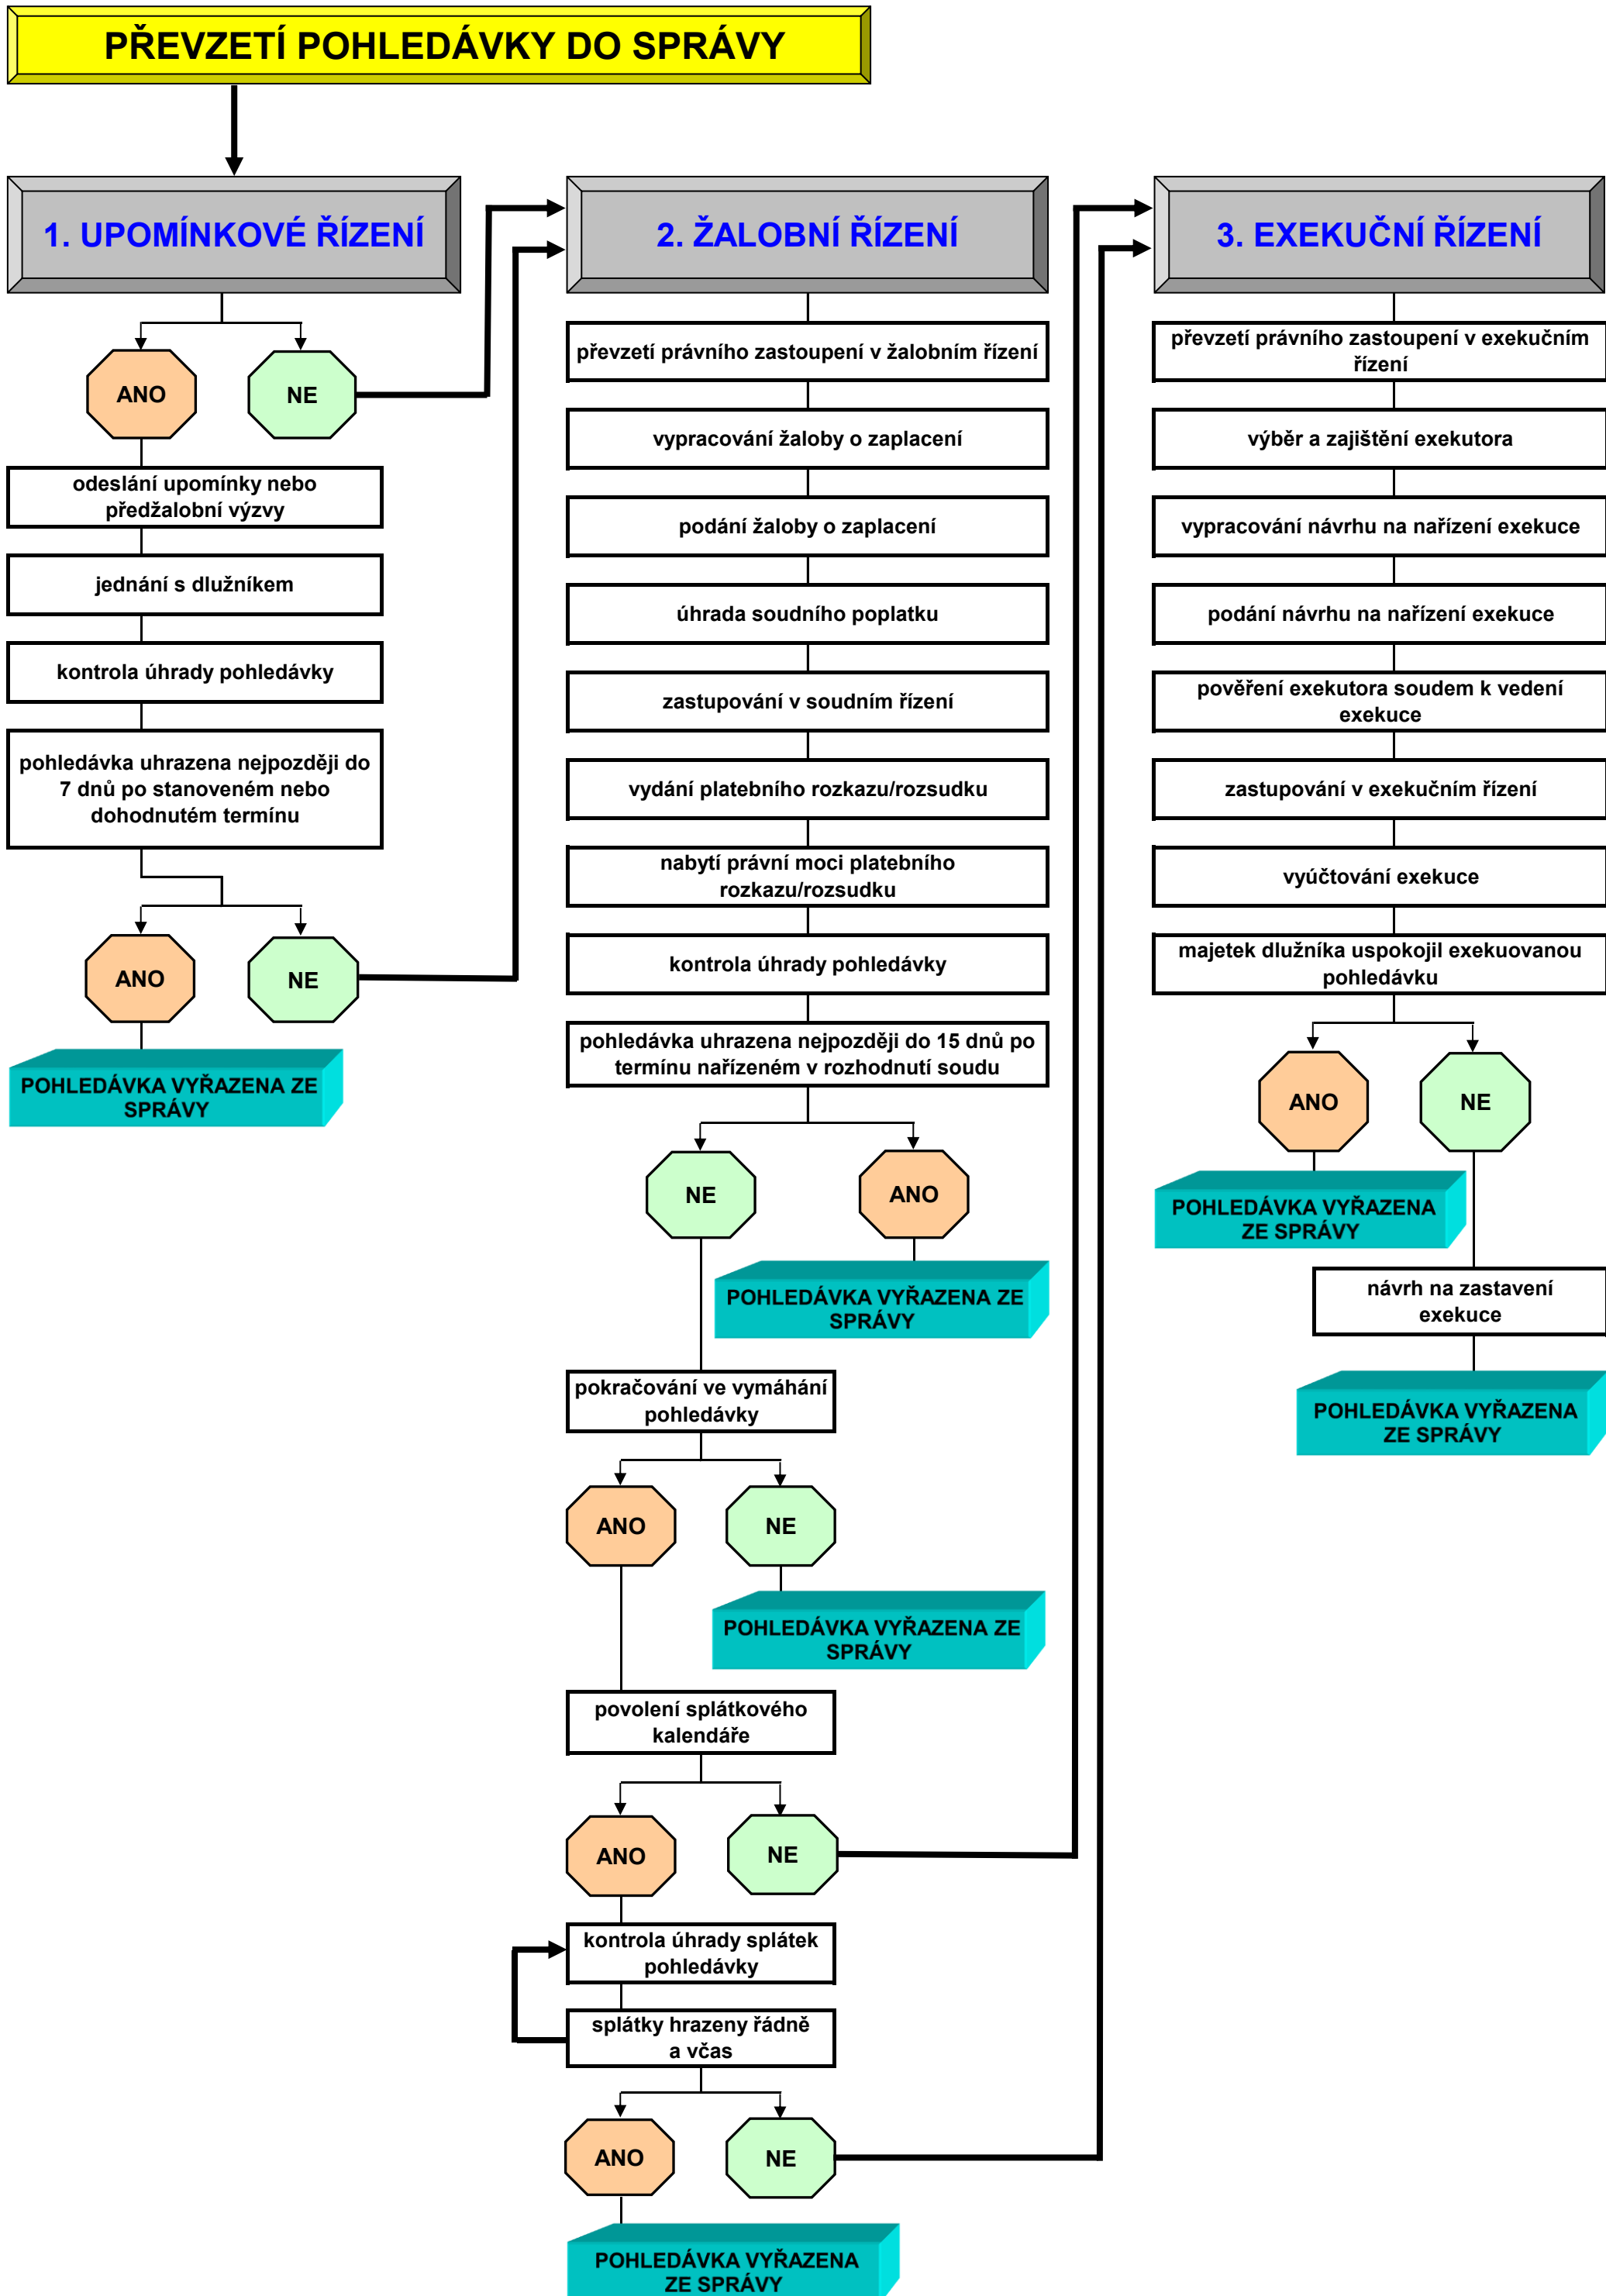 PŘEVZETÍ POHLEDÁVKY DO SPRÁVY
1. UPOMÍNKOVÉ ŘÍZENÍ
ANO
NE
odeslání upomínky nebo
předžalobní výzvy
jednání s dlužníkem
kontrola úhrady pohledávky
pohledávka uhrazena nejpozději do
7 dnů po stanoveném nebo
dohodnutém termínu
ANO
NE
POHLEDÁVKA VYŘAZENA ZE
SPRÁVY
2. ŽALOBNÍ ŘÍZENÍ
převzetí právního zastoupení v žalobním řízení
vypracování žaloby o zaplacení
podání žaloby o zaplacení
úhrada soudního poplatku
zastupování v soudním řízení
vydání platebního rozkazu/rozsudku
nabytí právní moci platebního
rozkazu/rozsudku
kontrola úhrady pohledávky
pohledávka uhrazena nejpozději do 15 dnů po
termínu nařízeném v rozhodnutí soudu
NE
ANO
POHLEDÁVKA VYŘAZENA ZE
SPRÁVY
pokračování ve vymáhání
pohledávky
ANO
NE
POHLEDÁVKA VYŘAZENA ZE
SPRÁVY
povolení splátkového
kalendáře
ANO
NE
kontrola úhrady splátek
pohledávky
splátky hrazeny řádně
a včas
ANO
NE
POHLEDÁVKA VYŘAZENA
ZE SPRÁVY
3. EXEKUČNÍ ŘÍZENÍ
převzetí právního zastoupení v exekučním
řízení
výběr a zajištění exekutora
vypracování návrhu na nařízení exekuce
podání návrhu na nařízení exekuce
pověření exekutora soudem k vedení
exekuce
zastupování v exekučním řízení
vyúčtování exekuce
majetek dlužníka uspokojil exekuovanou
pohledávku
ANO
NE
POHLEDÁVKA VYŘAZENA
ZE SPRÁVY
návrh na zastavení
exekuce
POHLEDÁVKA VYŘAZENA
ZE SPRÁVY